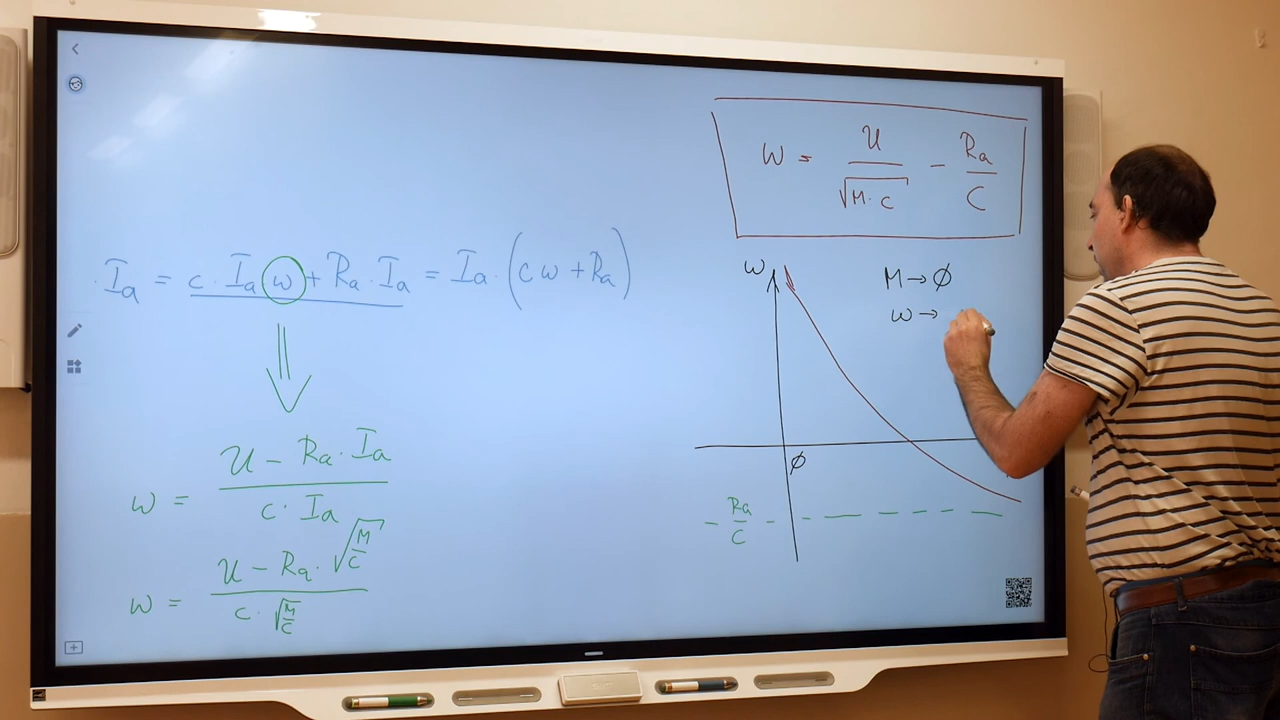 · Ia = c · Ia ω + Ra · Ia = Ia · (cω + Ra)
ω = (U - Ra · Ia) / (c · Ia)
ω = (U - Ra · √(M/C)) / (c · √(M/C))
ω = U / √(M · C) - Ra / C
ω
M → ϕ
ω →
ϕ
- Ra / C